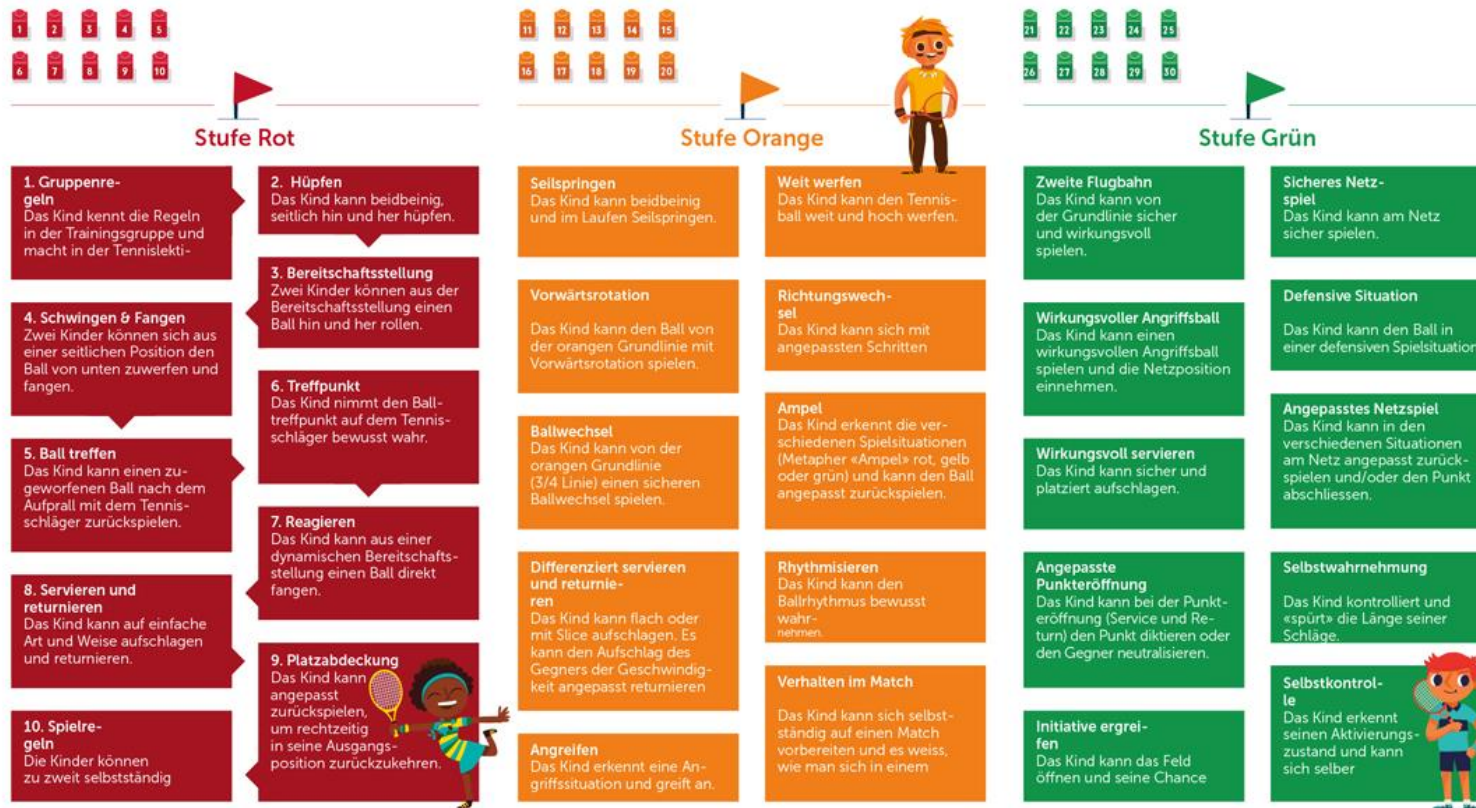 1 2 3 4 5
6 7 8 9 10
Stufe Rot
1. Gruppenre-
geln
Das Kind kennt die Regeln
in der Trainingsgruppe und
macht in der Tennislekti-
2. Hüpfen
Das Kind kann beidbeinig,
seitlich hin und her hüpfen.
3. Bereitschaftsstellung
Zwei Kinder können aus der
Bereitschaftsstellung einen
Ball hin und her rollen.
4. Schwingen & Fangen
Zwei Kinder können sich aus
einer seitlichen Position den
Ball von unten zuwerfen und
fangen.
5. Ball treffen
Das Kind kann einen zu-
geworfenen Ball nach dem
Aufprall mit dem Tennis-
schläger zurückspielen.
6. Treffpunkt
Das Kind nimmt den Ball-
treffpunkt auf dem Tennis-
schläger bewusst wahr.
7. Reagieren
Das Kind kann aus einer
dynamischen Bereitschafts-
stellung einen Ball direkt
fangen.
8. Servieren und
returnieren
Das Kind kann auf einfache
Art und Weise aufschlagen
und returnieren.
9. Platzabdeckung
Das Kind kann
angepasst
zurückspielen,
um rechtzeitig
in seine Ausgangs-
position zurückzukehren.
10. Spielre-
geln
Die Kinder können
zu zweit selbstständig
11 12 13 14 15
16 17 18 19 20
Stufe Orange
Seilspringen
Das Kind kann beidbeinig
und im Laufen Seilspringen.
Weit werfen
Das Kind kann den Tennis-
ball weit und hoch werfen.
Vorwärtsrotation
Das Kind kann den Ball von
der orangen Grundlinie mit
Vorwärtsrotation spielen.
Richtungswech-
sel
Das Kind kann sich mit
angepassten Schritten
Ballwechsel
Das Kind kann von der
orangen Grundlinie
(3/4 Linie) einen sicheren
Ballwechsel spielen.
Ampel
Das Kind erkennt die ver-
schiedenen Spielsituationen
(Metapher «Ampel» rot, gelb
oder grün) und kann den Ball
angepasst zurückspielen.
Differenziert servieren
und returnie-
ren
Das Kind kann flach oder
mit Slice aufschlagen. Es
kann den Aufschlag des
Gegners der Geschwindig-
keit angepasst returnieren
Rhythmisieren
Das Kind kann den
Ballrhythmus bewusst
wahr-
nehmen.
Angreifen
Das Kind erkennt eine An-
griffssituation und greift an.
Verhalten im Match
Das Kind kann sich selbst-
ständig auf einen Match
vorbereiten und es weiss,
wie man sich in einem
21 22 23 24 25
26 27 28 29 30
Stufe Grün
Zweite Flugbahn
Das Kind kann von
der Grundlinie sicher
und wirkungsvoll
spielen.
Sicheres Netz-
spiel
Das Kind kann am Netz
sicher spielen.
Wirkungsvoller Angriffsball
Das Kind kann einen
wirkungsvollen Angriffsball
spielen und die Netzposition
einnehmen.
Defensive Situation
Das Kind kann den Ball in
einer defensiven Spielsituation
Wirkungsvoll servieren
Das Kind kann sicher und
platziert aufschlagen.
Angepasstes Netzspiel
Das Kind kann in den
verschiedenen Situationen
am Netz angepasst zurück-
spielen und/oder den Punkt
abschliessen.
Angepasste
Punkteröffnung
Das Kind kann bei der Punkt-
eröffnung (Service und Re-
turn) den Punkt diktieren oder
den Gegner neutralisieren.
Selbstwahrnehmung
Das Kind kontrolliert und
«spürt» die Länge seiner
Schläge.
Initiative ergrei-
fen
Das Kind kann das Feld
öffnen und seine Chance
Selbstkontrol-
le
Das Kind erkennt
seinen Aktivierungs-
zustand und kann
sich selber